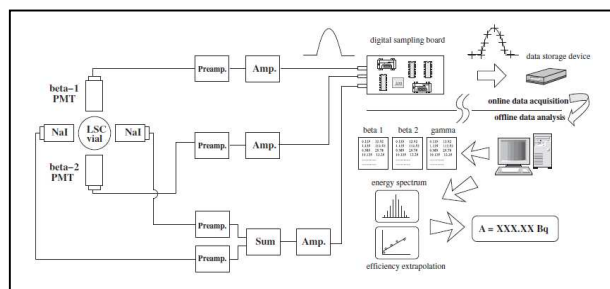 digital sampling board
data storage device
Preamp.
Amp.
beta-1
PMT
online data acquisition
offline data analysis
NaI
LSC
vial
NaI
beta 1
beta 2
gamma
Preamp.
Amp.
beta-2
PMT
energy spectrum
Preamp.
Sum
Amp.
A = XXX.XX Bq
Preamp.
efficiency extrapolation